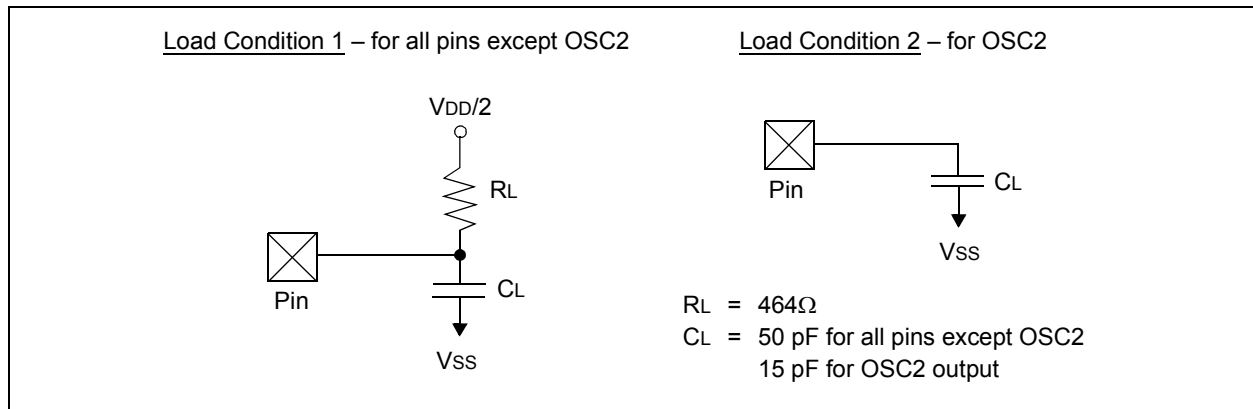 Load Condition 1 – for all pins except OSC2
VDD/2
RL
Pin
CL
VSS
Load Condition 2 – for OSC2
Pin
CL
VSS
RL = 464Ω
CL = 50 pF for all pins except OSC2
15 pF for OSC2 output